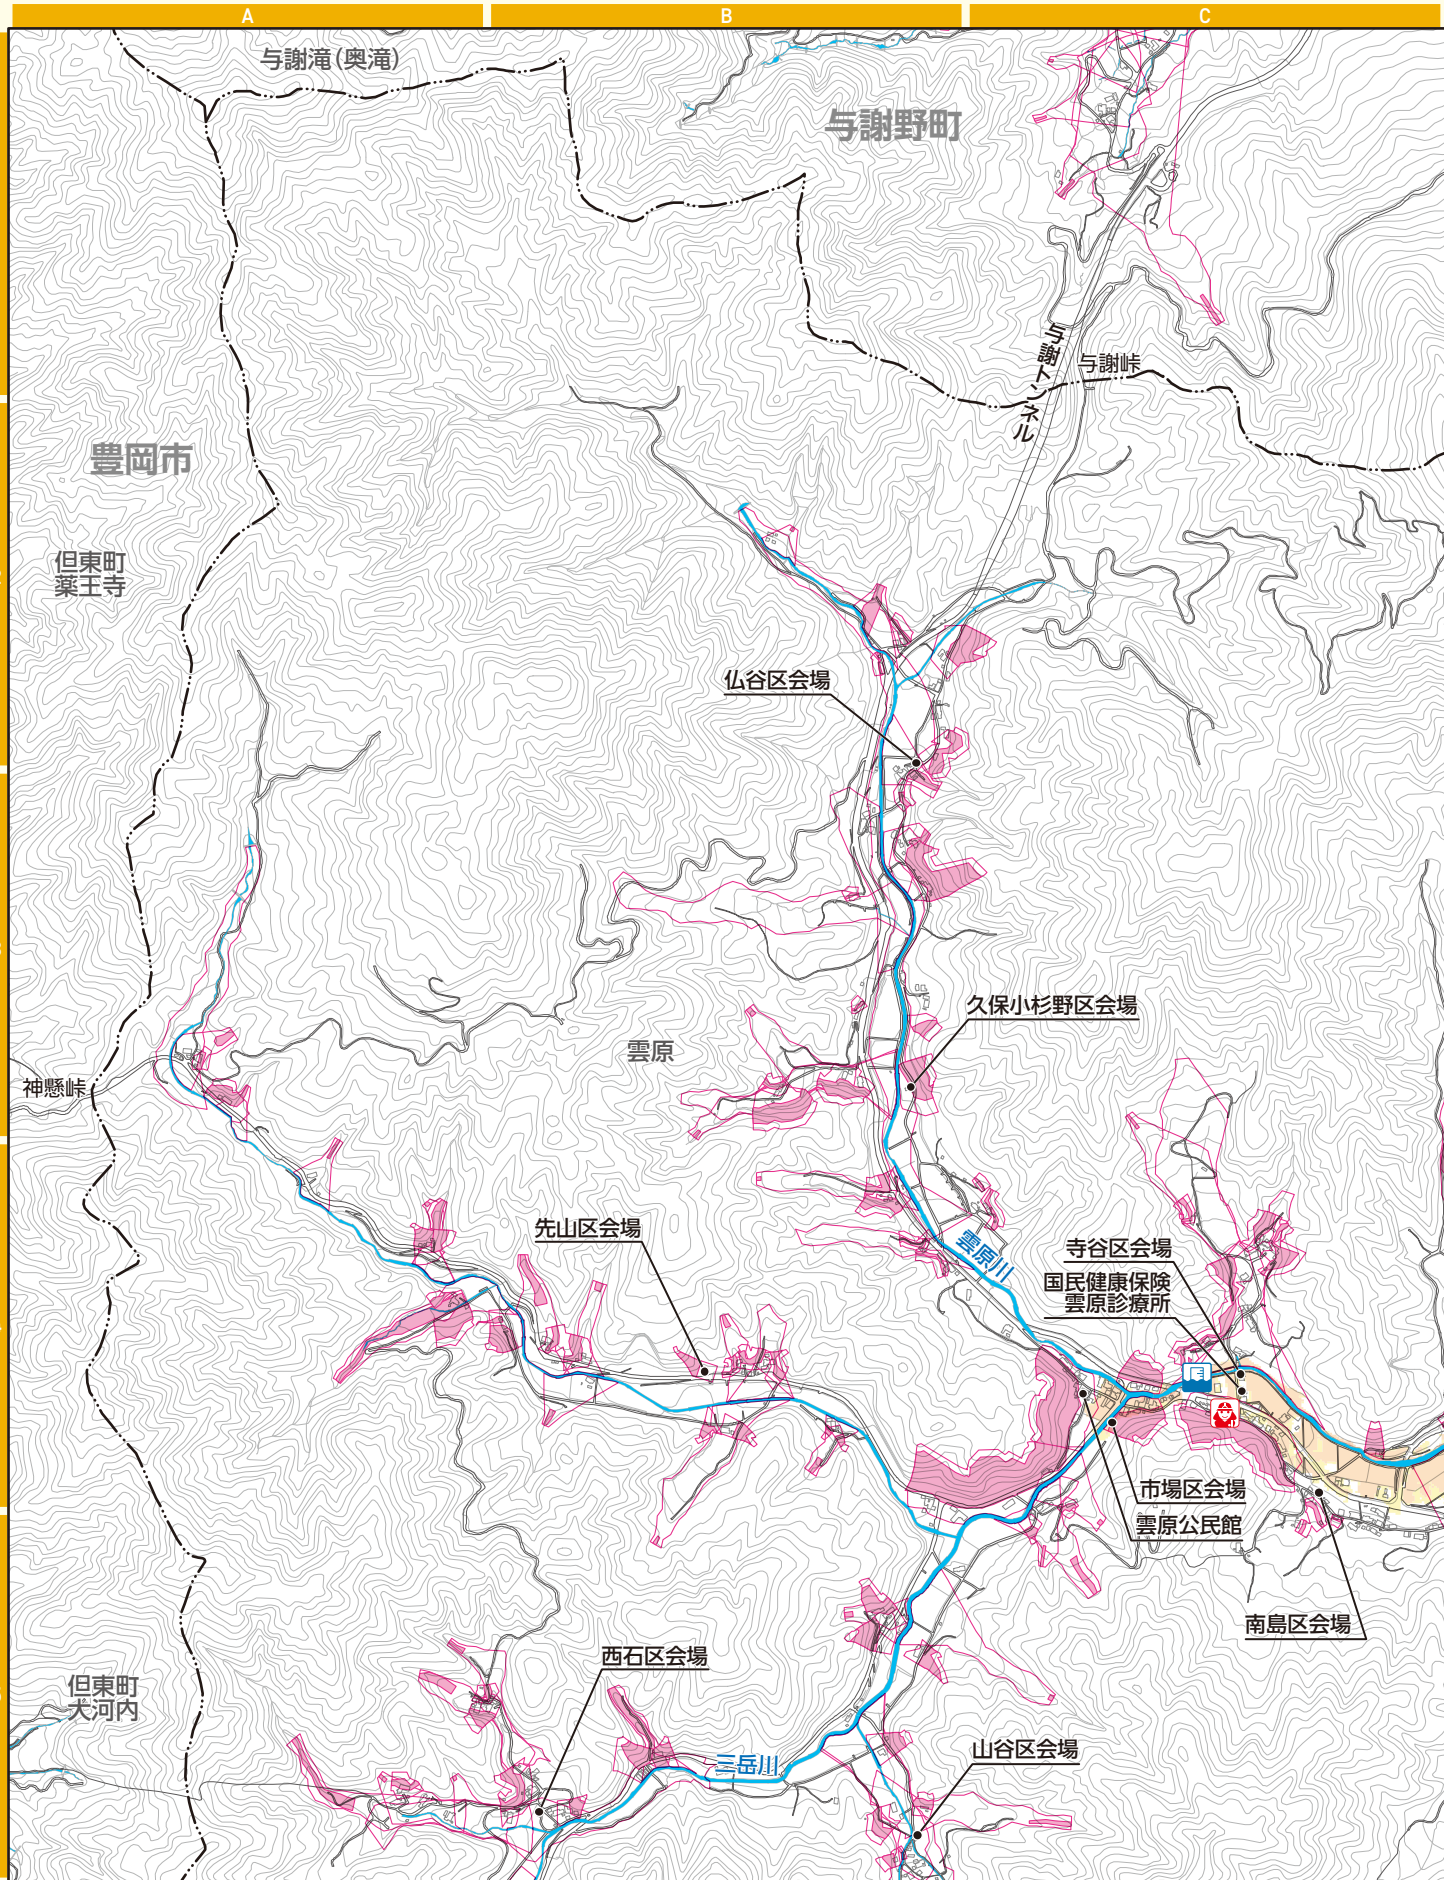 A
B
C
与謝滝(奥滝)
与謝野町
与謝トンネル
与謝峠
豊岡市
但東町
薬王寺
仏谷区会場
久保小杉野区会場
雲原
神懸峠
先山区会場
雲原川
寺谷区会場
国民健康保険
雲原診療所
市場区会場
雲原公民館
南島区会場
西石区会場
但東町
大河内
三岳川
山谷区会場